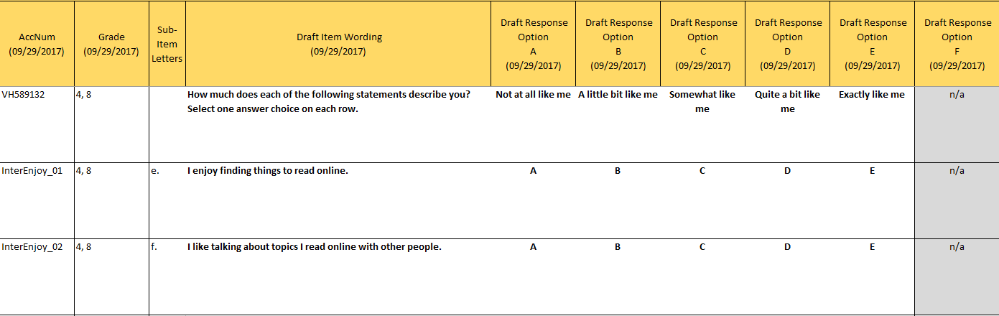 AccNum
(09/29/2017)
Grade
(09/29/2017)
Sub-
Item
Letters
Draft Item Wording
(09/29/2017)
Draft Response
Option
A
(09/29/2017)
Draft Response
Option
B
(09/29/2017)
Draft Response
Option
C
(09/29/2017)
Draft Response
Option
D
(09/29/2017)
Draft Response
Option
E
(09/29/2017)
Draft Response
Option
F
(09/29/2017)
VH589132
4, 8
How much does each of the following statements describe you?
Select one answer choice on each row.
Not at all like me
A little bit like me
Somewhat like
me
Quite a bit like
me
Exactly like me
n/a
InterEnjoy_01
4, 8
e.
I enjoy finding things to read online.
A
B
C
D
E
n/a
InterEnjoy_02
4, 8
f.
I like talking about topics I read online with other people.
A
B
C
D
E
n/a